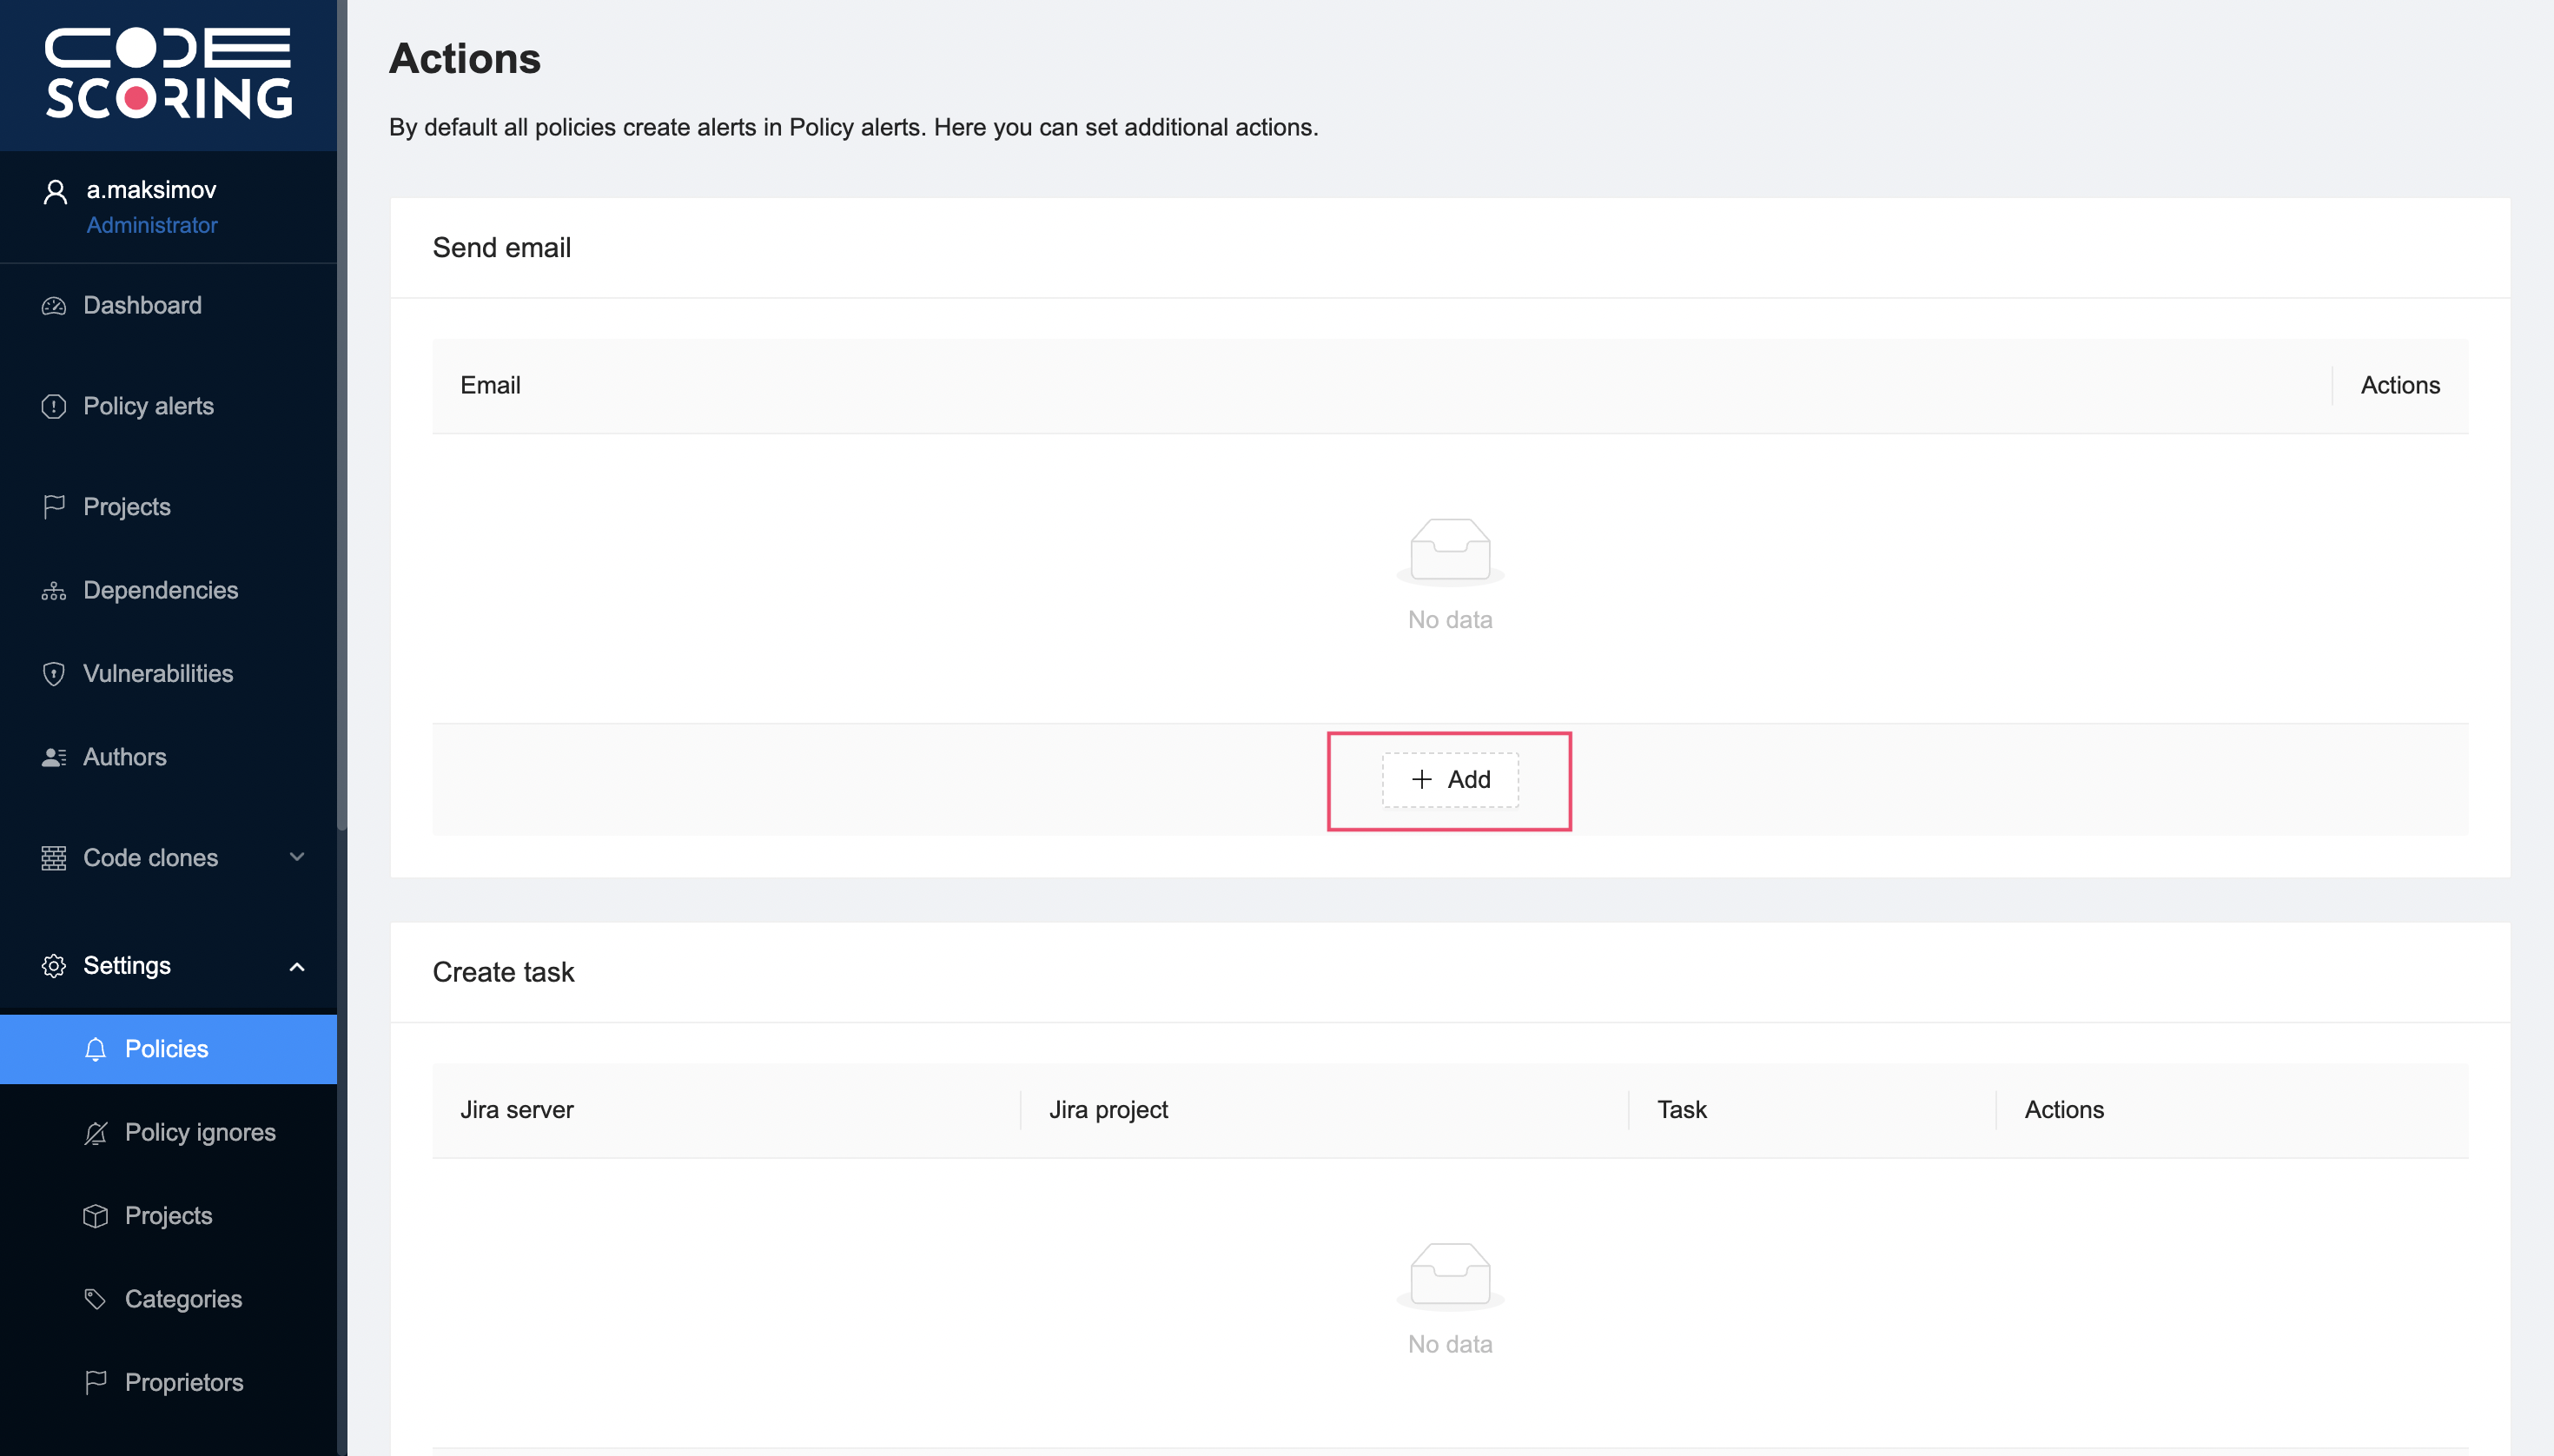 CODE
SCORING
a.maksimov
Administrator
Dashboard
Policy alerts
Projects
Dependencies
Vulnerabilities
Authors
Code clones
Settings
Policies
Policy ignores
Projects
Categories
Proprietors
Actions
By default all policies create alerts in Policy alerts. Here you can set additional actions.
Send email
Email Actions
No data
+ Add
Create task
Jira server Jira project Task Actions
No data